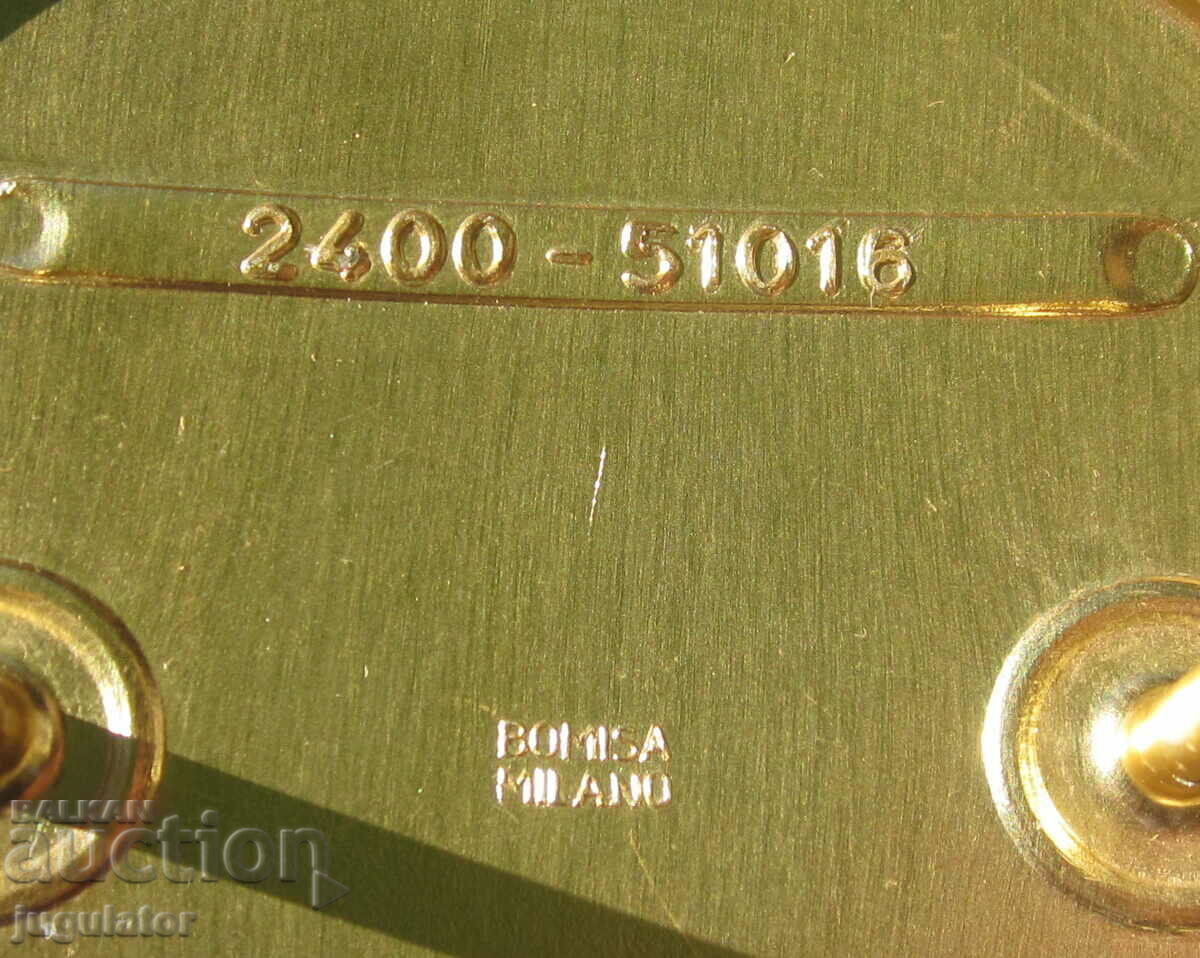 2400-51016
BOMISA
MILANO
BALKAN
auction
jugulator